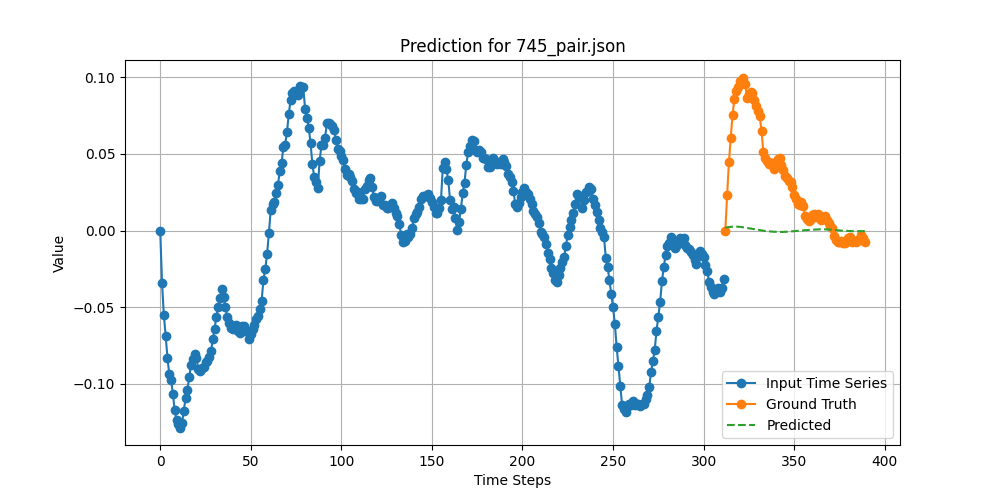 Prediction for 745_pair.json
Value
0.10
0.05
0.00
−0.05
−0.10
0
50
100
150
200
250
300
350
400
Time Steps
Input Time Series
Ground Truth
Predicted